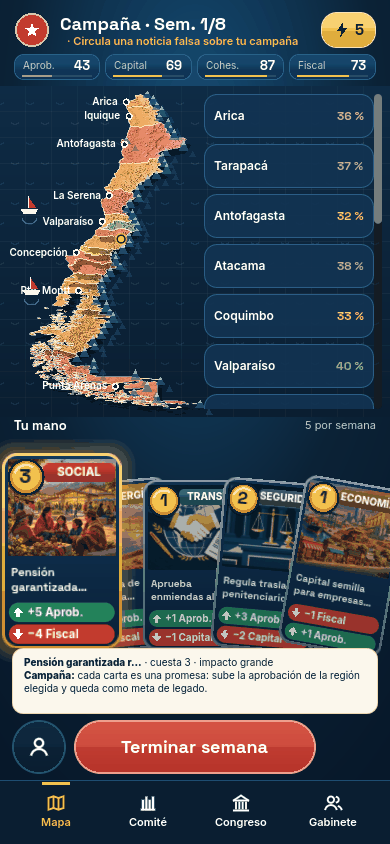 Campaña · Sem. 1/8
· Circula una noticia falsa sobre tu campaña
5
Aprob. 43
Capital 69
Cohes. 87
Fiscal 73
Arica
Iquique
Antofagasta
La Serena
Valparaíso
Concepción
Punta Arenas
Arica 36 %
Tarapacá 37 %
Antofagasta 32 %
Atacama 38 %
Coquimbo 33 %
Valparaíso 40 %
Tu mano
5 por semana
3 SOCIAL
Pensión
garantizada...
+5 Aprob.
−4 Fiscal
1 TRANS
Aprueba
enmiendas al
+1 Aprob.
−1 Capital
2 SEGURID
Regula trasla
penitenciario
+3 Aprob.
−2 Capital
1 ECONOMÍ
Capital semilla
para empresas...
−1 Fiscal
+1 Aprob.
Pensión garantizada r... · cuesta 3 · impacto grande
Campaña: cada carta es una promesa: sube la aprobación de la región
elegida y queda como meta de legado.
Terminar semana
Mapa
Comité
Congreso
Gabinete